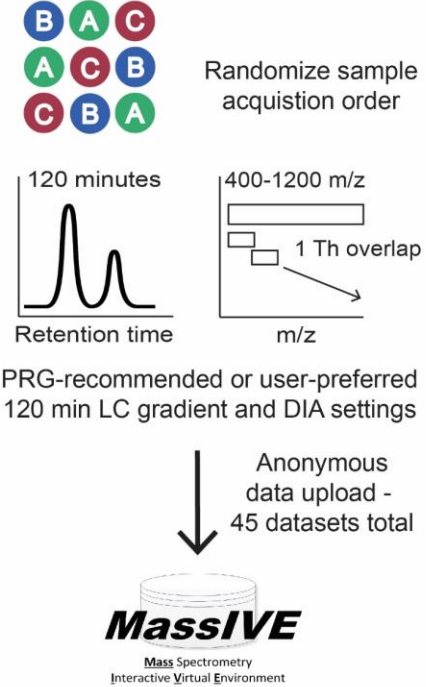 B A C
A C B
C B A
Randomize sample
acquistion order
120 minutes
Retention time
400-1200 m/z
1 Th overlap
m/z
PRG-recommended or user-preferred
120 min LC gradient and DIA settings
Anonymous
data upload -
45 datasets total
MassIVE
Mass Spectrometry
Interactive Virtual Environment